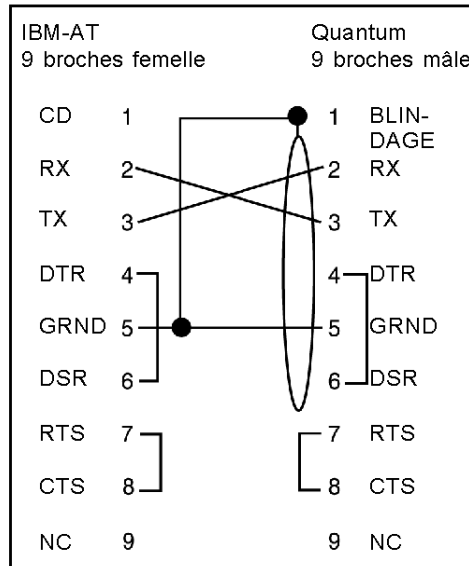 IBM-AT Quantum
9 broches femelle 9 broches mâle
CD 1 1 BLIN-
DAGE
RX 2 2 RX
TX 3 3 TX
DTR 4 4 DTR
GRND 5 5 GRND
DSR 6 6 DSR
RTS 7 7 RTS
CTS 8 8 CTS
NC 9 9 NC